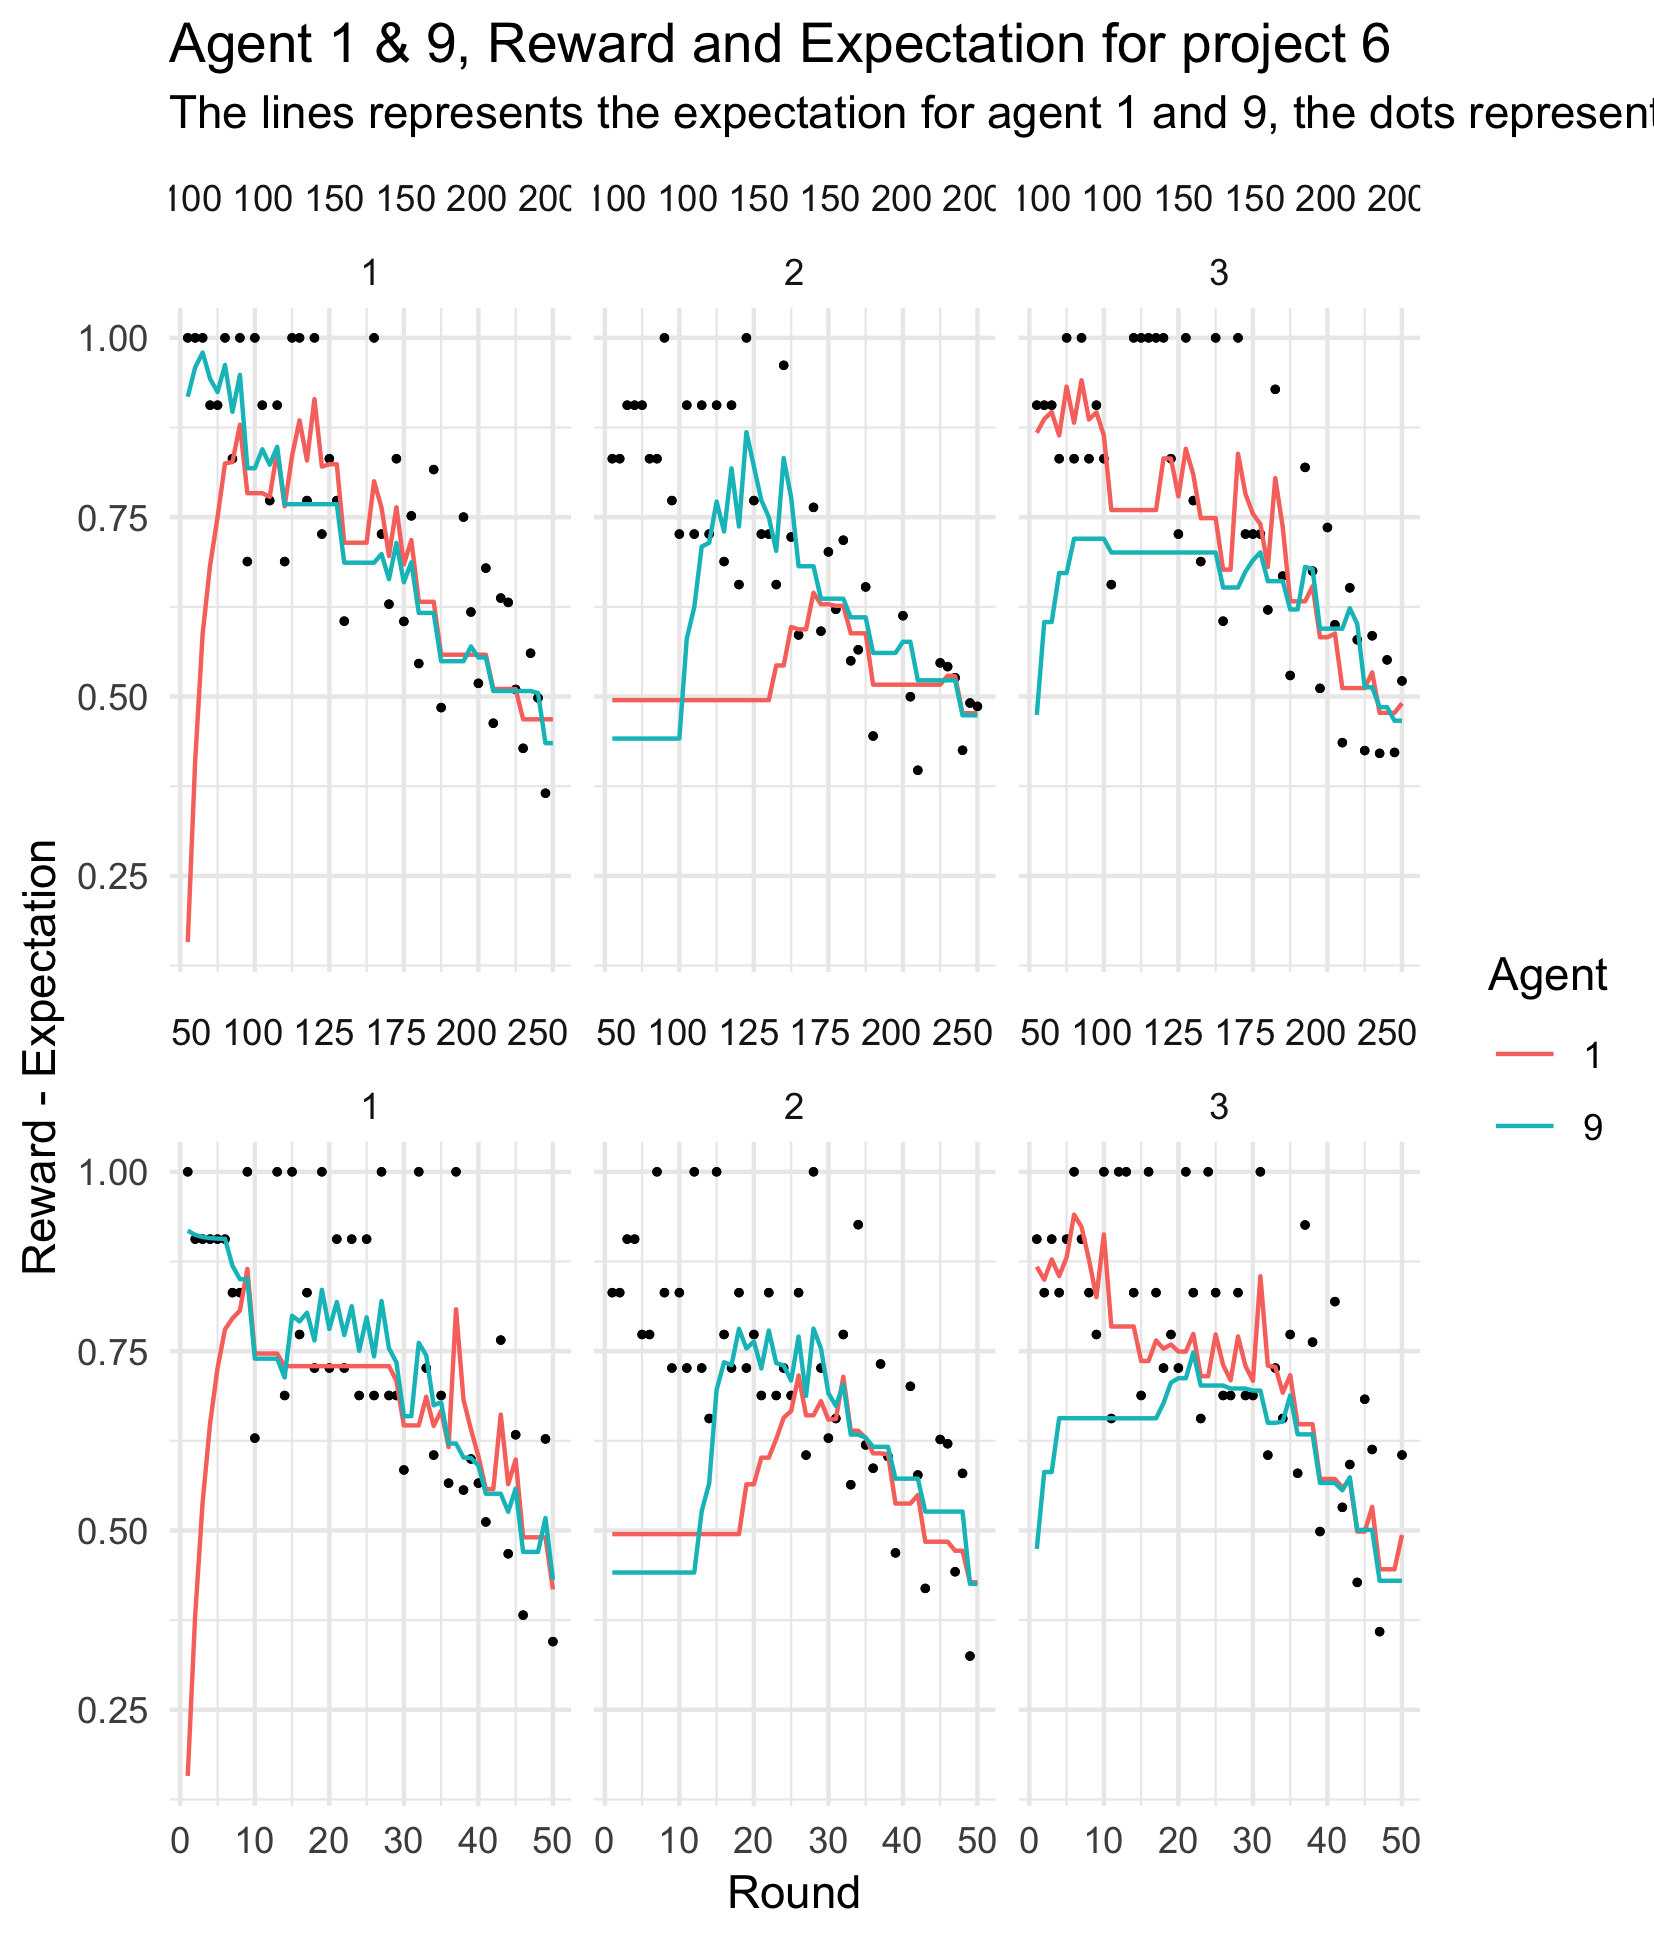 Agent 1 & 9, Reward and Expectation for project 6
The lines represents the expectation for agent 1 and 9, the dots represent
100 100 150 150 200 200 100 100 150 150 200 200 100 100 150 150 200 200
1 2 3
1.00
0.75
0.50
0.25
50 100 125 175 200 250 50 100 125 175 200 250 50 100 125 175 200 250
1 2 3
1.00
0.75
0.50
0.25
0 10 20 30 40 50 0 10 20 30 40 50 0 10 20 30 40 50
Round
Reward - Expectation
Agent
1
9